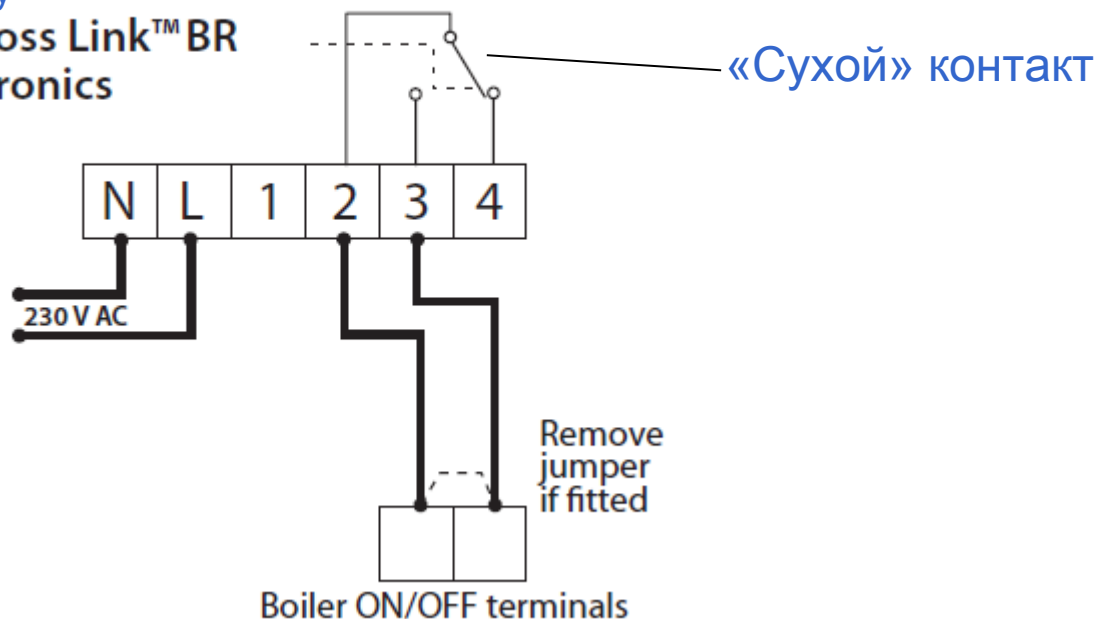 oss Link™ BR
ronics
«Сухой» контакт
N L 1 2 3 4
230 V AC
Remove
jumper
if fitted
Boiler ON/OFF terminals